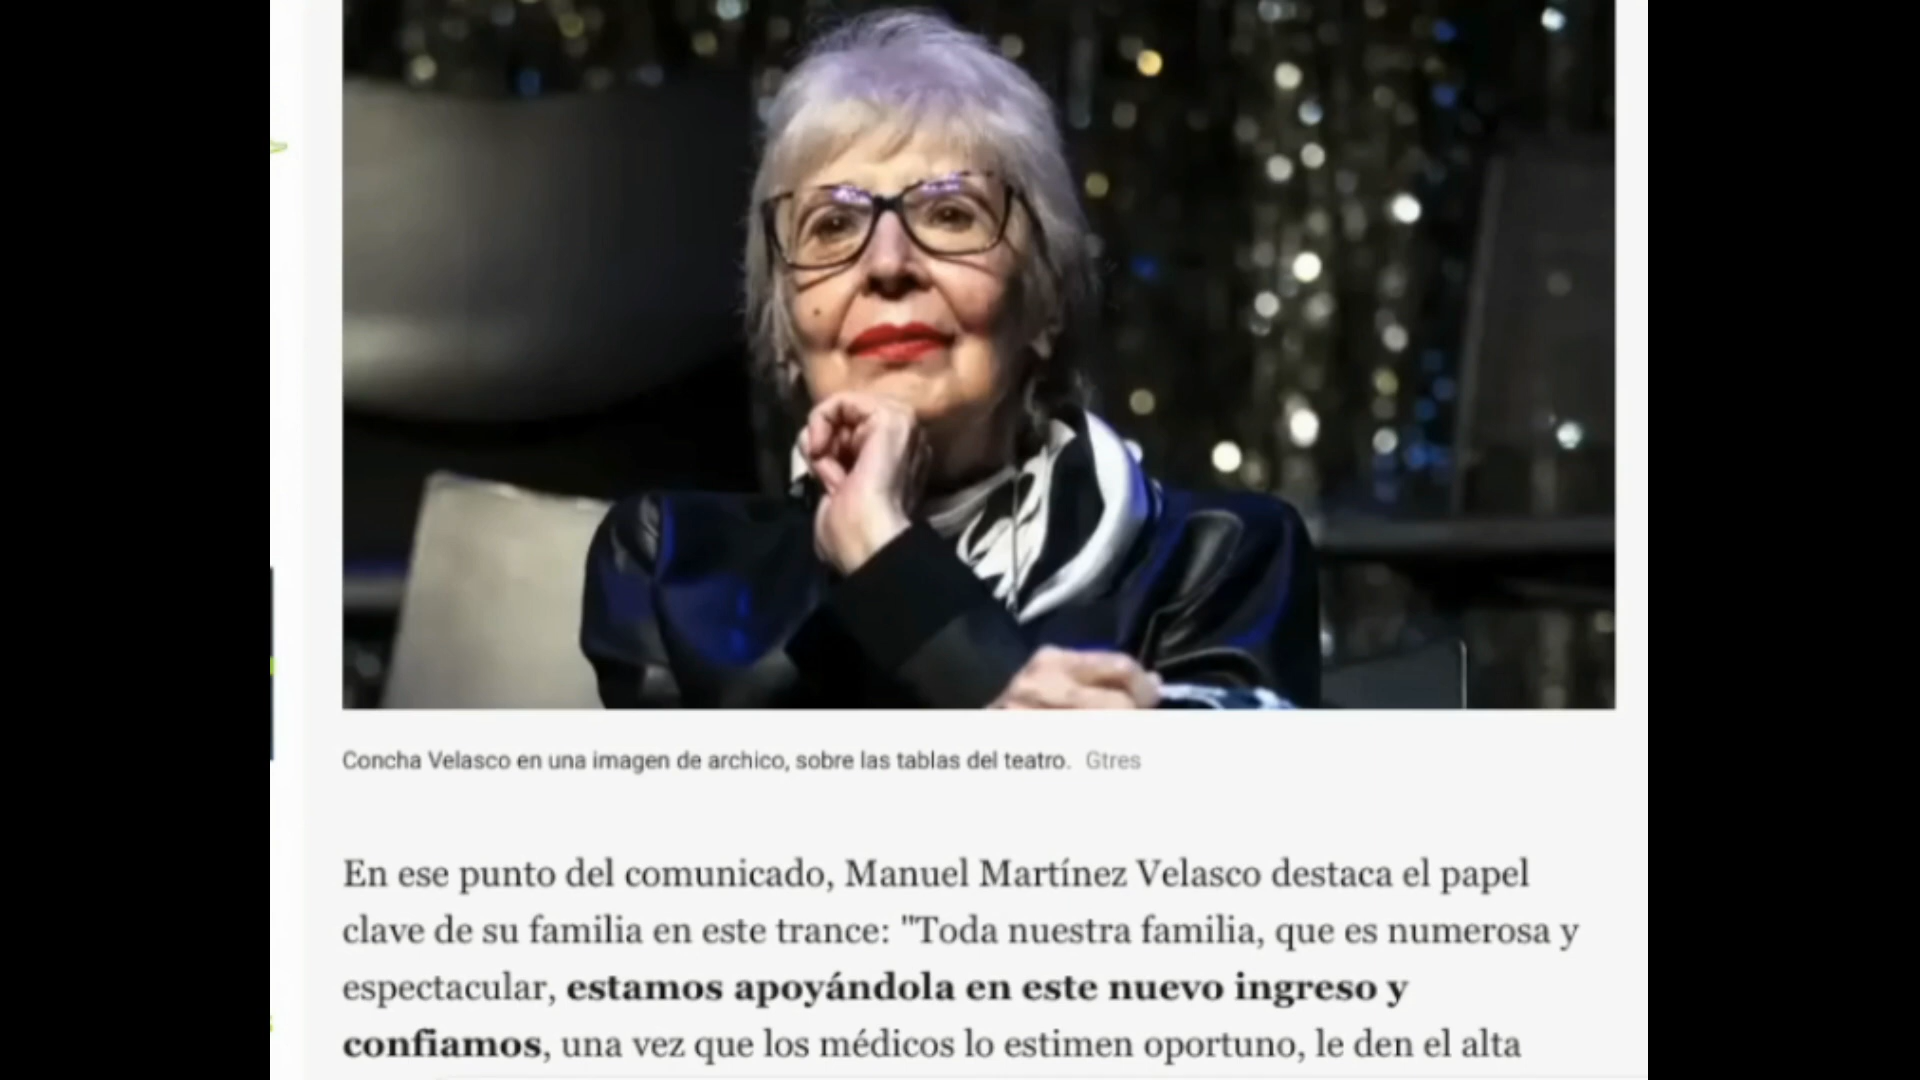 Concha Velasco en una imagen de archico, sobre las tablas del teatro. Gtres
En ese punto del comunicado, Manuel Martínez Velasco destaca el papel
clave de su familia en este trance: "Toda nuestra familia, que es numerosa y
espectacular, estamos apoyándola en este nuevo ingreso y
confiamos, una vez que los médicos lo estimen oportuno, le den el alta